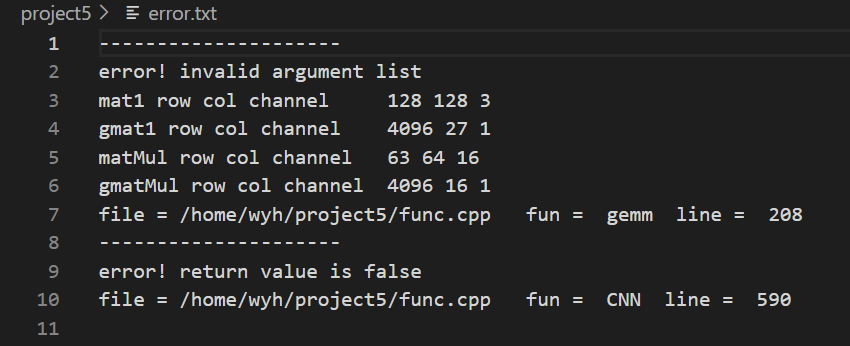 project5 > error.txt
1 ---------------------
2 error! invalid argument list
3 mat1 row col channel     128 128 3
4 gmat1 row col channel    4096 27 1
5 matMul row col channel   63 64 16
6 gmatMul row col channel  4096 16 1
7 file = /home/wyh/project5/func.cpp   fun =  gemm  line =  208
8 ---------------------
9 error! return value is false
10 file = /home/wyh/project5/func.cpp   fun =  CNN  line =  590
11